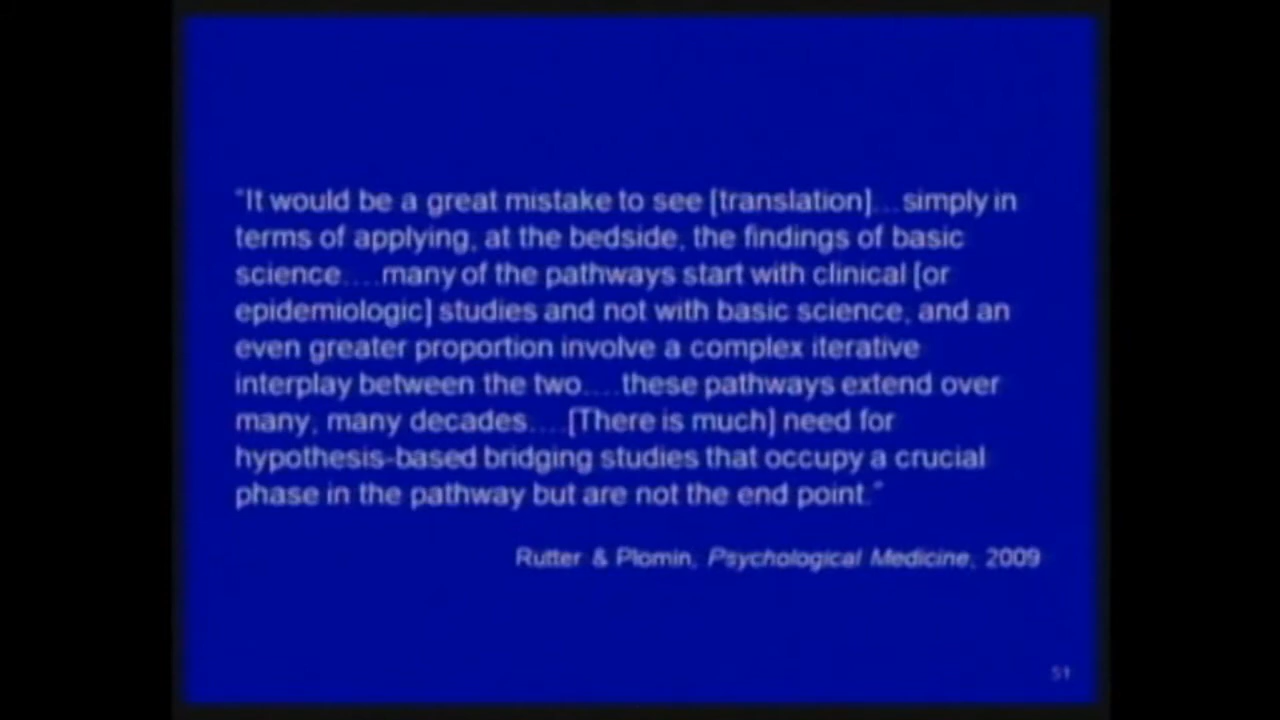 "It would be a great mistake to see [translation]...simply in
terms of applying, at the bedside, the findings of basic
science....many of the pathways start with clinical [or
epidemiologic] studies and not with basic science, and an
even greater proportion involve a complex iterative
interplay between the two....these pathways extend over
many, many decades....[There is much] need for
hypothesis-based bridging studies that occupy a crucial
phase in the pathway but are not the end point."
Rutter & Plomin, Psychological Medicine, 2009
51